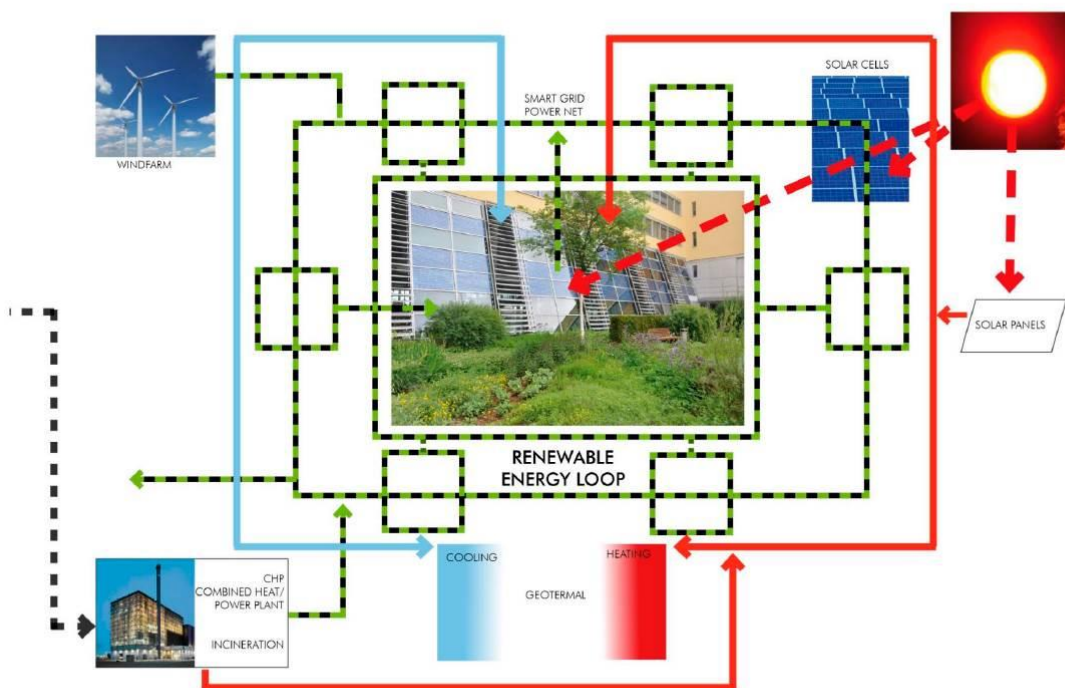 SOLAR CELLS
SMART GRID
POWER NET
WINDFARM
SOLAR PANELS
RENEWABLE
ENERGY LOOP
COOLING
HEATING
GEOTERMAL
CHP
COMBINED HEAT/
POWER PLANT
INCINERATION